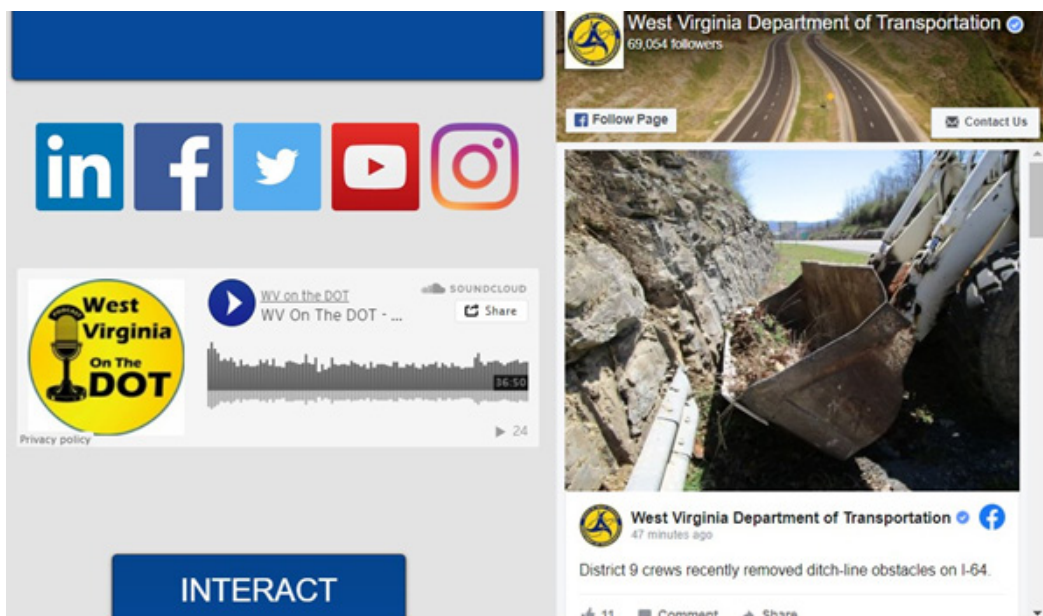 in
f
West
Virginia
On The
DOT
PODCAST
WV on the DOT
WV On The DOT - ...
SOUNDCLOUD
Share
36:50
24
Privacy policy
INTERACT
West Virginia Department of Transportation
69,054 followers
Follow Page
Contact Us
West Virginia Department of Transportation
47 minutes ago
District 9 crews recently removed ditch-line obstacles on I-64.
11 Comment Share